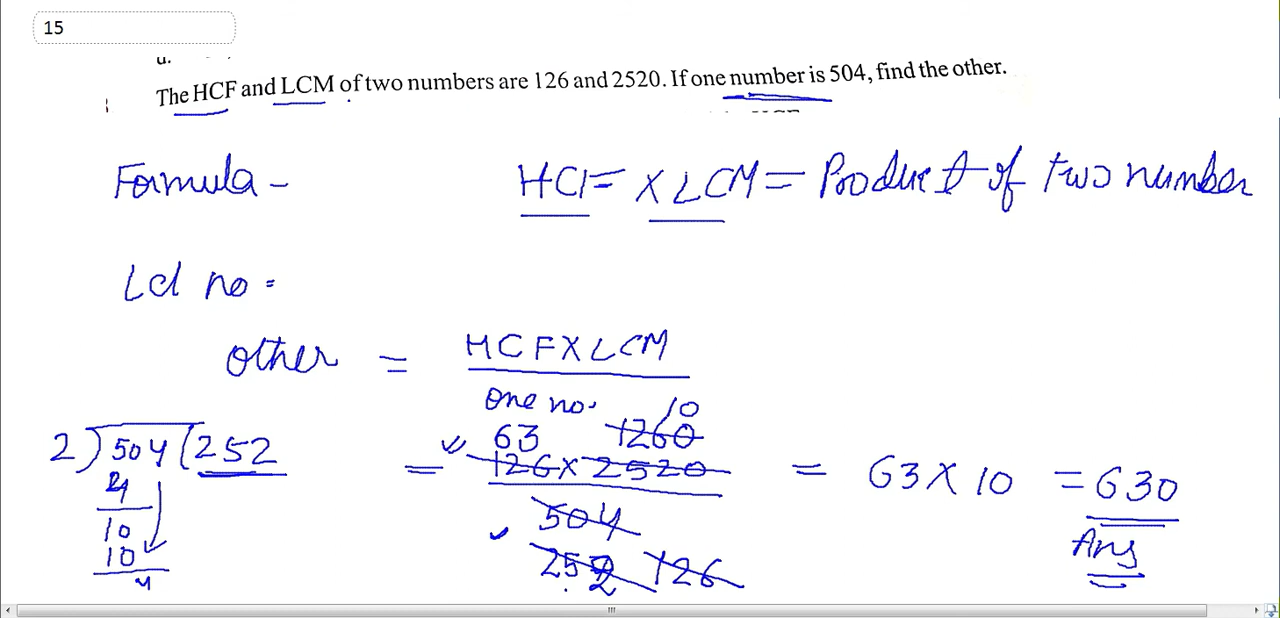 15
u.
The HCF and LCM of two numbers are 126 and 2520. If one number is 504, find the other.
Formula - HCF × LCM = Product of two number
Ld no =
other = HCF X LCM
one no.
10
63 1260
= 126 × 2520 = 63 X 10 = 630
504 Ans
252 126
2) 504 ( 252
4
10
10
4